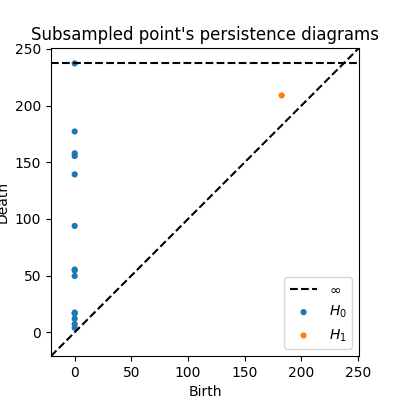 Subsampled point's persistence diagrams
250
200
150
100
50
0
Death
0 50 100 150 200 250
Birth
∞
H₀
H₁